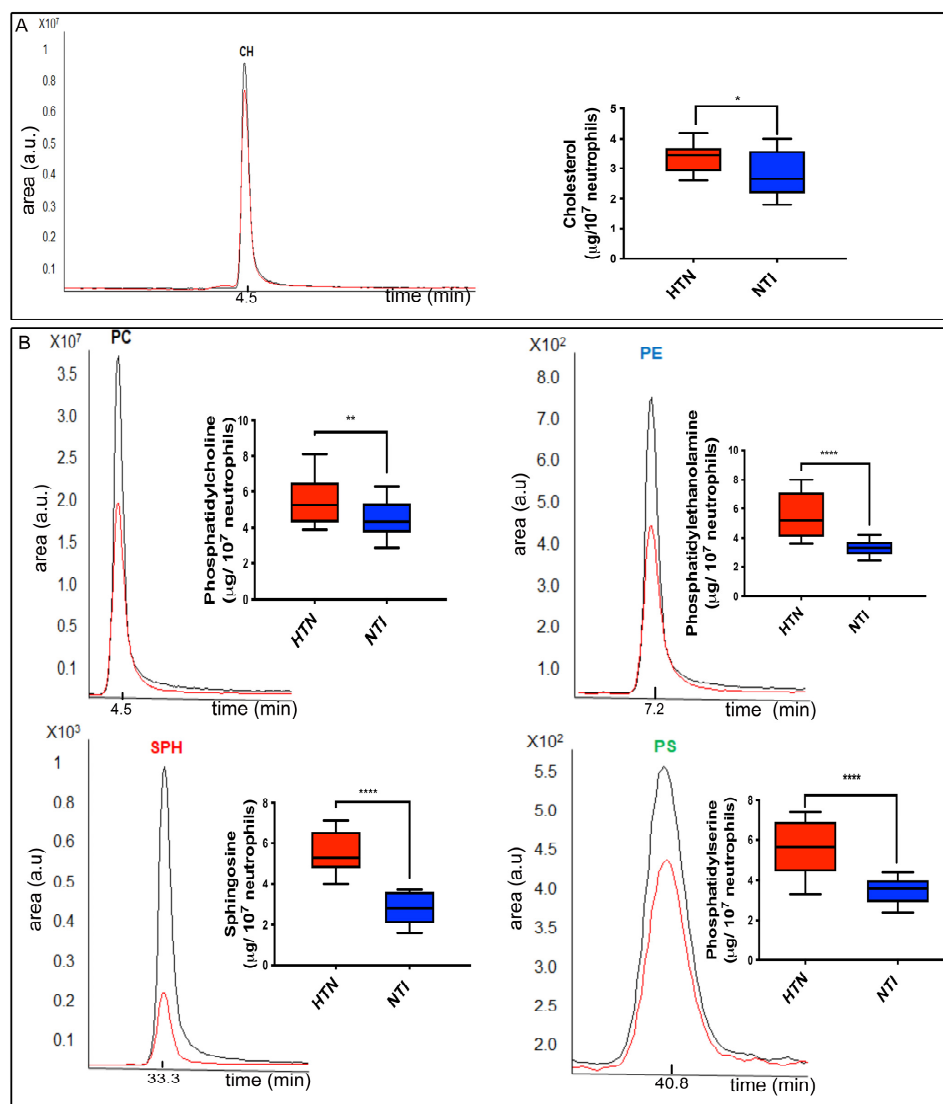 A
X10⁷
1
0.8
0.6
0.5
0.4
0.3
0.2
0.1
area (a.u.)
CH
4.5
time (min)
*
5
4
3
2
1
0
Cholesterol
(µg/10⁷ neutrophils)
HTN
NTI
B
X10⁷
PC
3.5
3.0
2.5
2.0
1.0
0.5
0.1
area (a.u.)
4.5
time (min)
**
10
8
6
4
2
0
Phosphatidylcholine
(µg/ 10⁷ neutrophils)
HTN
NTI
X10²
PE
8.0
7.0
6.0
5.0
4.0
3.0
2.0
1.0
area (a.u)
7.2
time (min)
****
10
8
6
4
2
0
Phosphatidylethanolamine
(µg/ 10⁷ neutrophils)
HTN
NTI
X10³
SPH
1
0.8
0.6
0.5
0.4
0.3
0.2
0.1
area (a.u)
33.3
time (min)
****
8
6
4
2
0
Sphingosine
(µg/ 10⁷ neutrophils)
HTN
NTI
X10²
PS
5.5
5.0
4.5
4.0
3.5
3.0
2.5
2.0
area (a.u)
40.8
time (min)
****
8
6
4
2
0
Phosphatidylserine
(µg/ 10⁷ neutrophils)
HTN
NTI